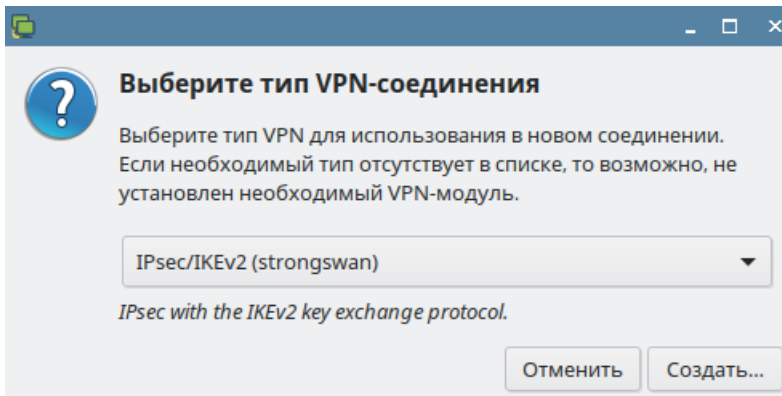 Выберите тип VPN-соединения
Выберите тип VPN для использования в новом соединении.
Если необходимый тип отсутствует в списке, то возможно, не
установлен необходимый VPN-модуль.
IPsec/IKEv2 (strongswan)
IPsec with the IKEv2 key exchange protocol.
Отменить
Создать...